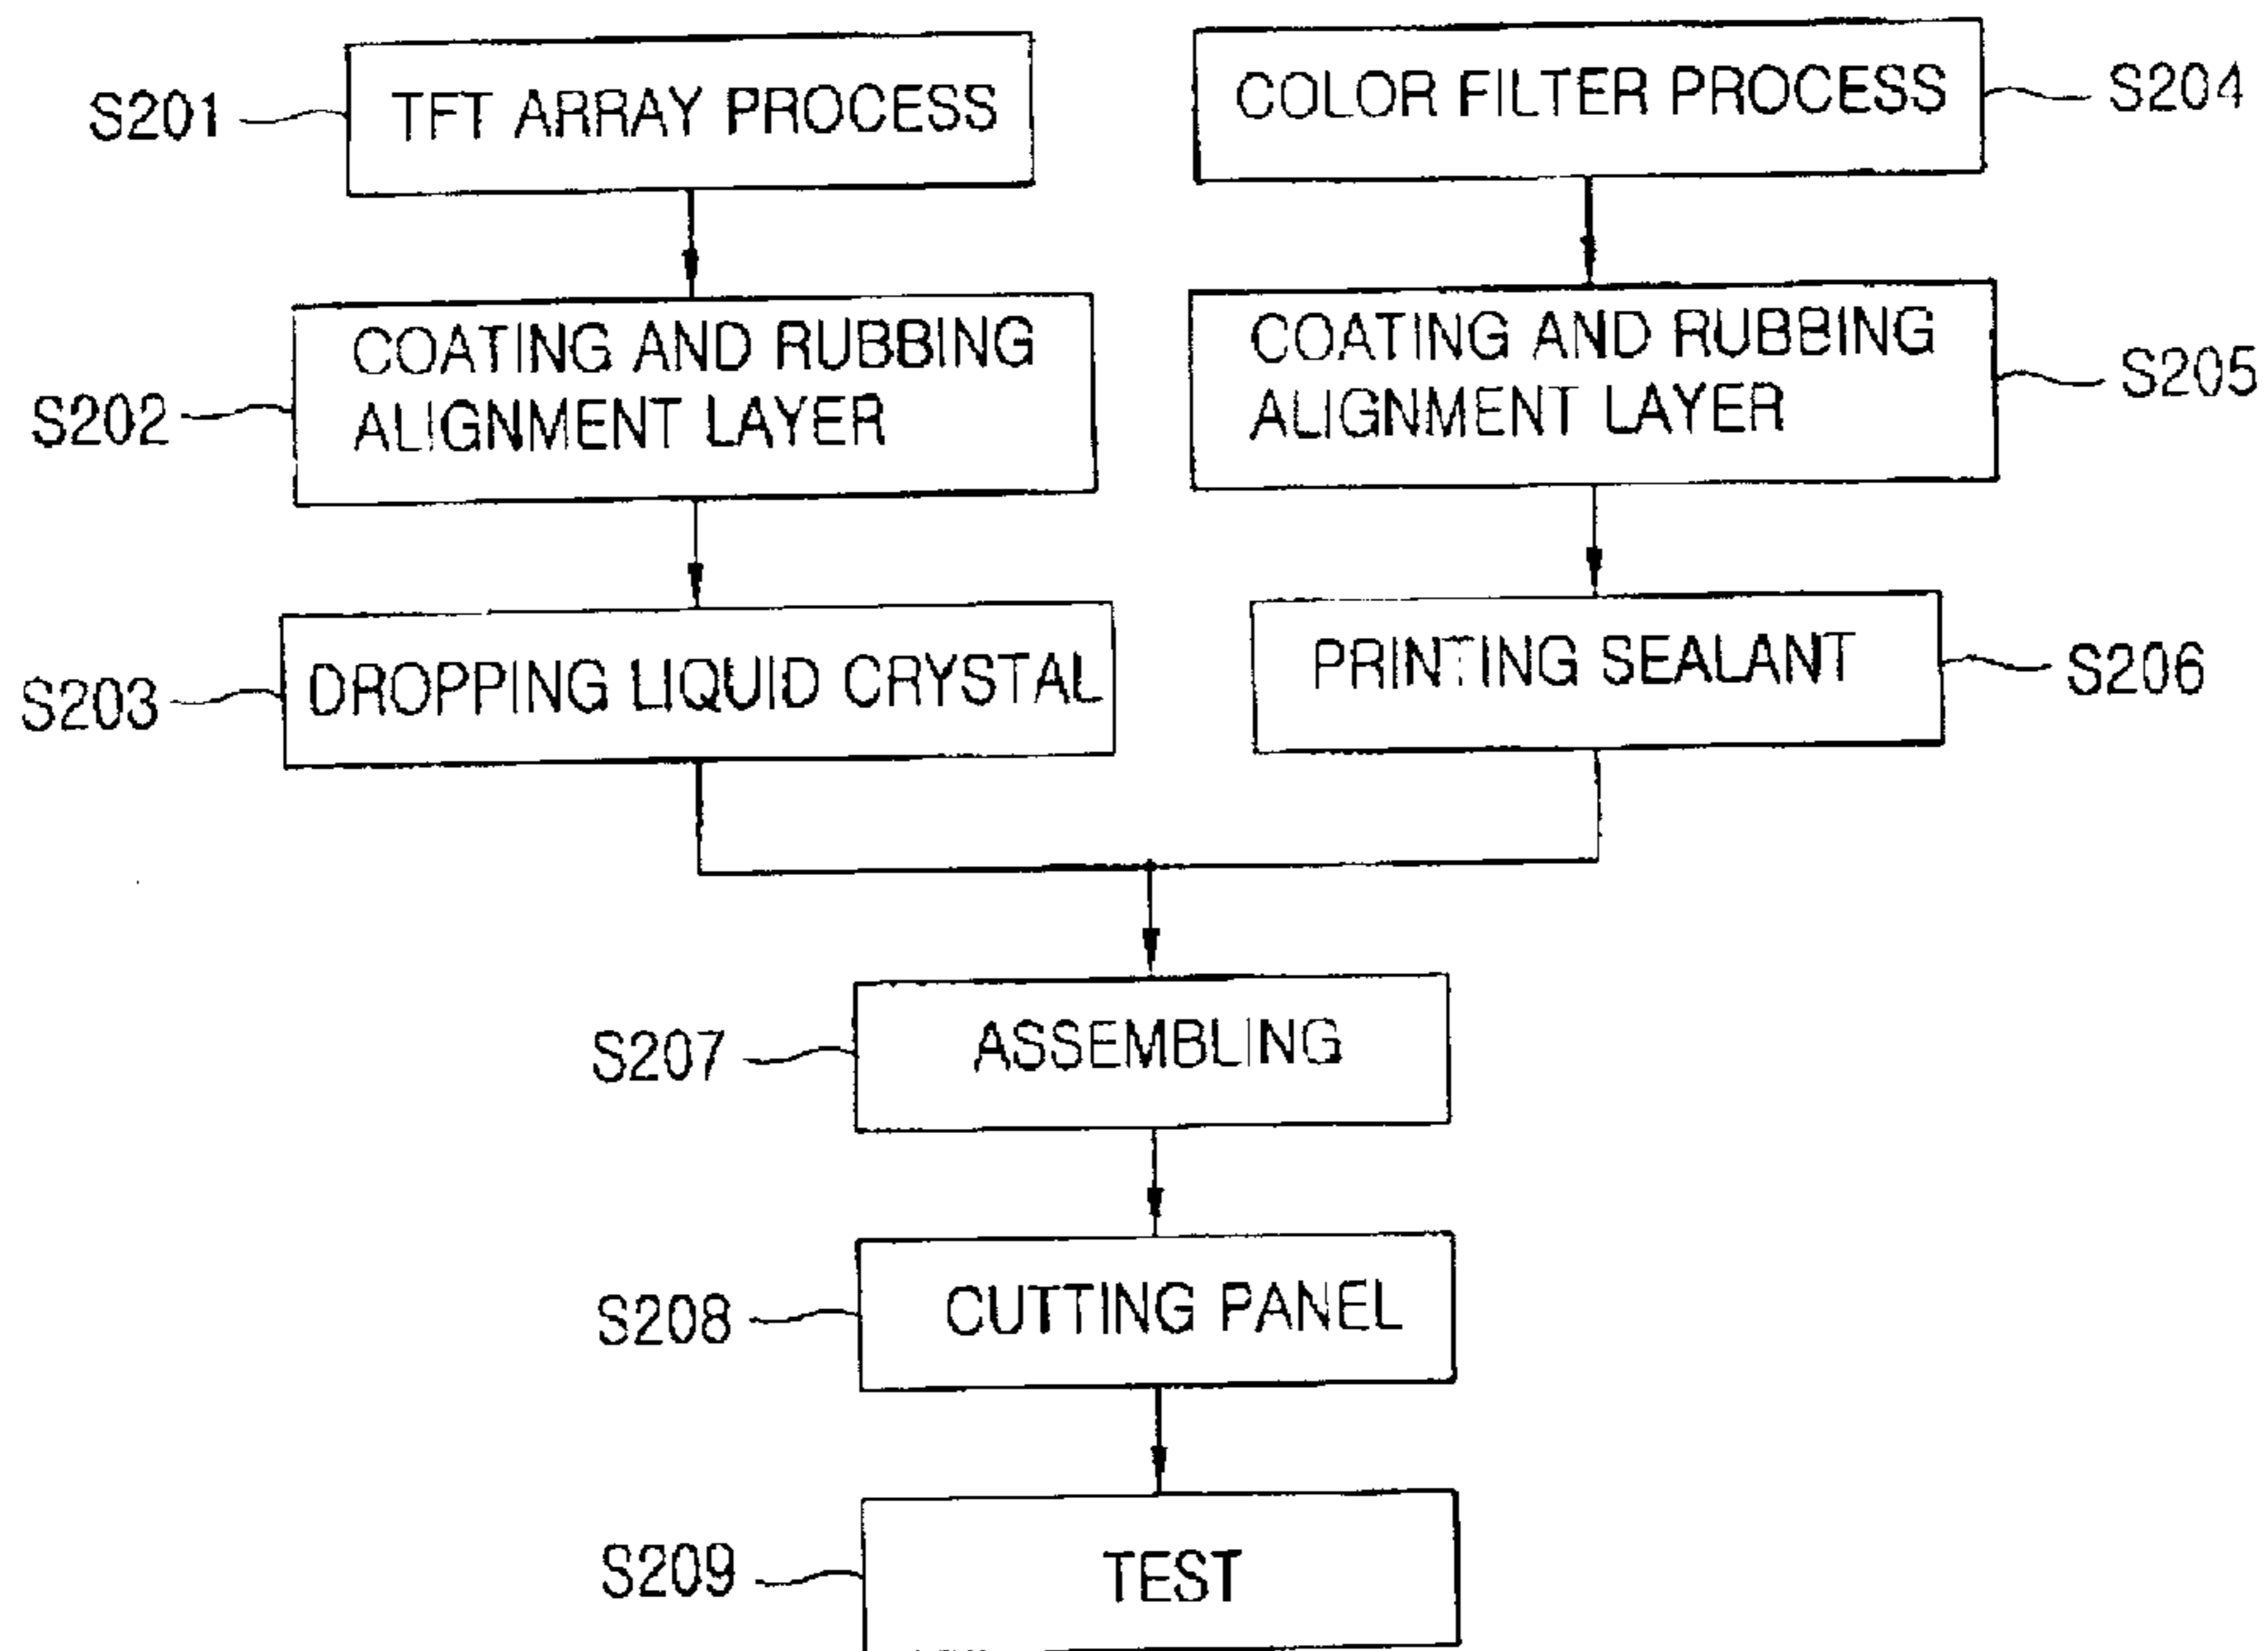 S201
TFT ARRAY PROCESS
COLOR FILTER PROCESS
S204
S202
COATING AND RUBBING
ALIGNMENT LAYER
COATING AND RUBBING
ALIGNMENT LAYER
S205
S203
DROPPING LIQUID CRYSTAL
PRINTING SEALANT
S206
S207
ASSEMBLING
S208
CUTTING PANEL
S209
TEST